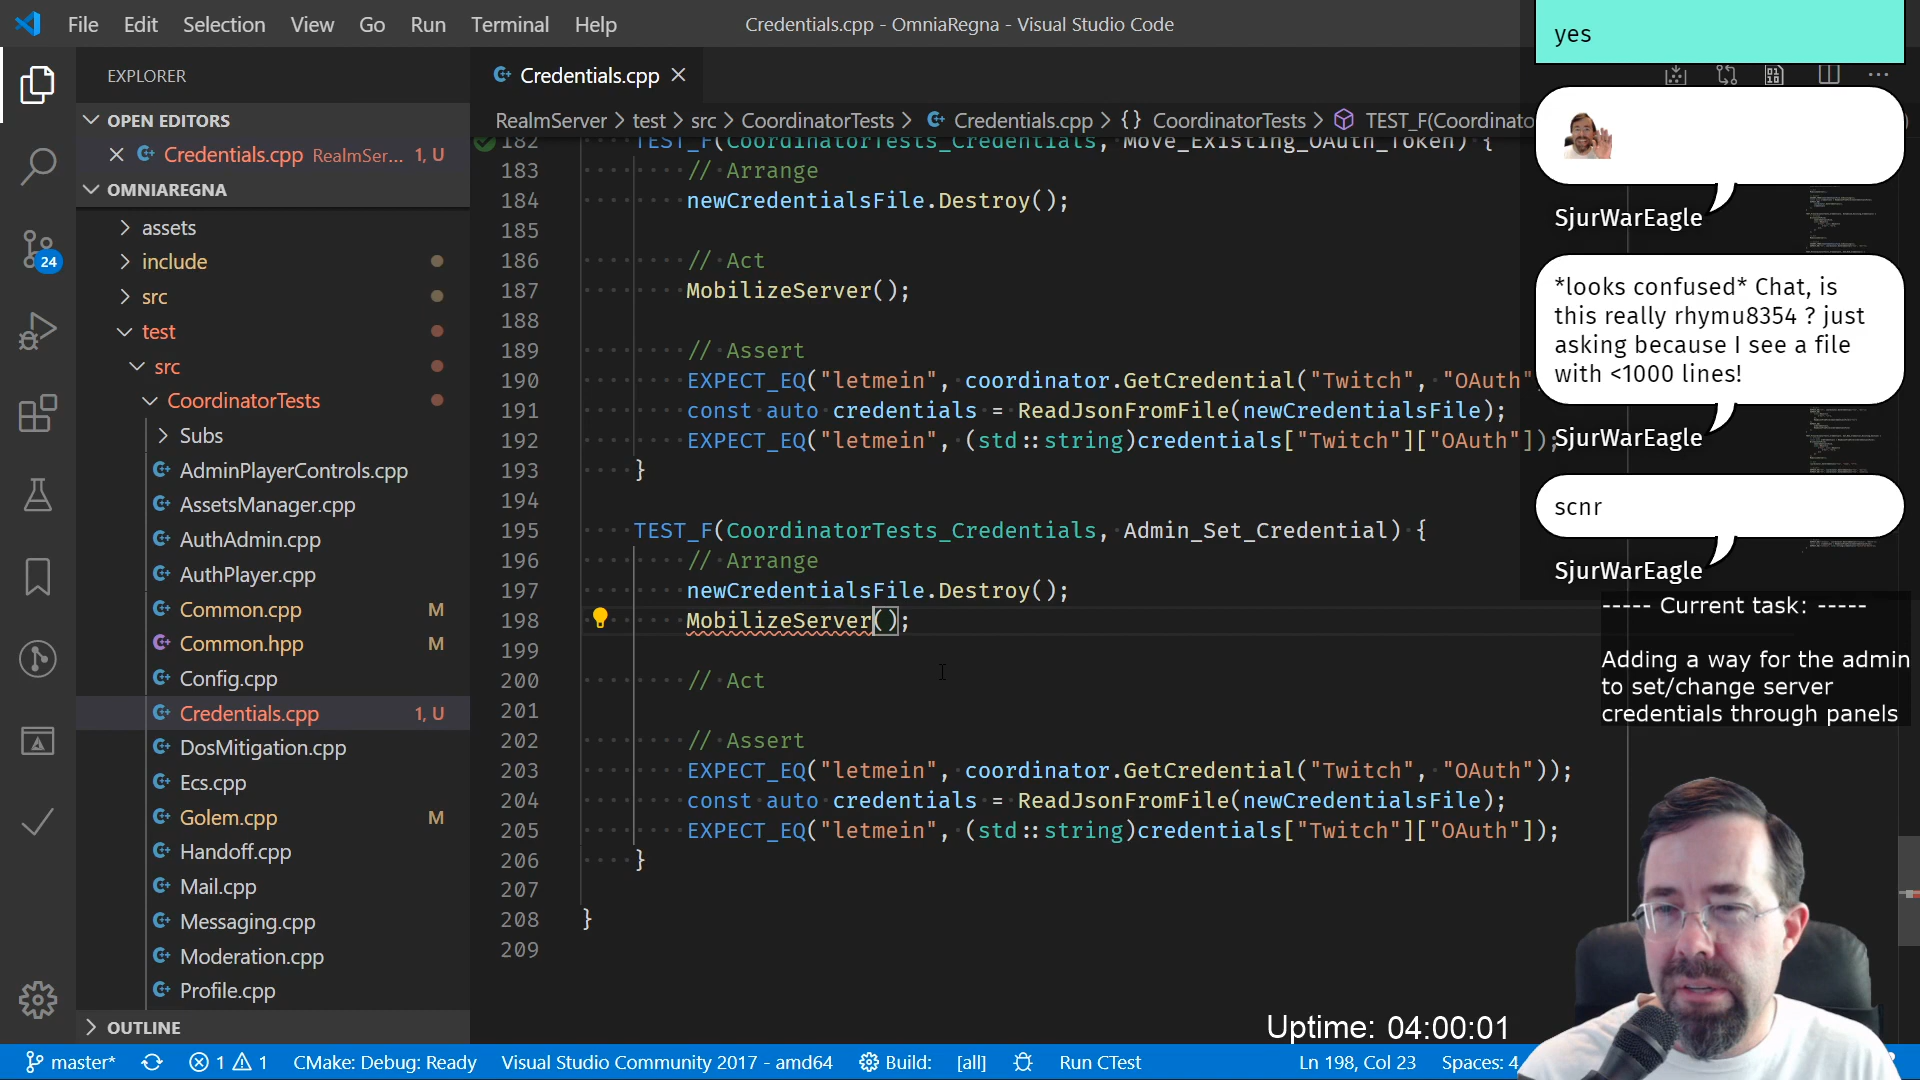 File Edit Selection View Go Run Terminal Help
Credentials.cpp - OmniaRegna - Visual Studio Code
EXPLORER
OPEN EDITORS
Credentials.cpp RealmSer... 1, U
OMNIAREGNA
assets
include
src
test
src
CoordinatorTests
Subs
AdminPlayerControls.cpp
AssetsManager.cpp
AuthAdmin.cpp
AuthPlayer.cpp
Common.cpp M
Common.hpp M
Config.cpp
Credentials.cpp 1, U
DosMitigation.cpp
Ecs.cpp
Golem.cpp M
Handoff.cpp
Mail.cpp
Messaging.cpp
Moderation.cpp
Profile.cpp
OUTLINE
24
Credentials.cpp
RealmServer > test > src > CoordinatorTests > Credentials.cpp > {} CoordinatorTests > TEST_F(Coordinato
182 TEST_F(CoordinatorTests_Credentials, Move_Existing_OAuth_Token) {
183 // Arrange
184 newCredentialsFile.Destroy();
185
186 // Act
187 MobilizeServer();
188
189 // Assert
190 EXPECT_EQ("letmein", coordinator.GetCredential("Twitch", "OAuth"
191 const auto credentials = ReadJsonFromFile(newCredentialsFile);
192 EXPECT_EQ("letmein", (std::string)credentials["Twitch"]["OAuth"]);
193 }
194
195 TEST_F(CoordinatorTests_Credentials, Admin_Set_Credential) {
196 // Arrange
197 newCredentialsFile.Destroy();
198 MobilizeServer();
199
200 // Act
201
202 // Assert
203 EXPECT_EQ("letmein", coordinator.GetCredential("Twitch", "OAuth"));
204 const auto credentials = ReadJsonFromFile(newCredentialsFile);
205 EXPECT_EQ("letmein", (std::string)credentials["Twitch"]["OAuth"]);
206 }
207
208 }
209
yes
SjurWarEagle
*looks confused* Chat, is
this really rhymu8354 ? just
asking because I see a file
with <1000 lines!
SjurWarEagle
scnr
SjurWarEagle
----- Current task: -----
Adding a way for the admin
to set/change server
credentials through panels
Uptime: 04:00:01
master* 1 1 CMake: Debug: Ready Visual Studio Community 2017 - amd64 Build: [all] Run CTest Ln 198, Col 23 Spaces: 4